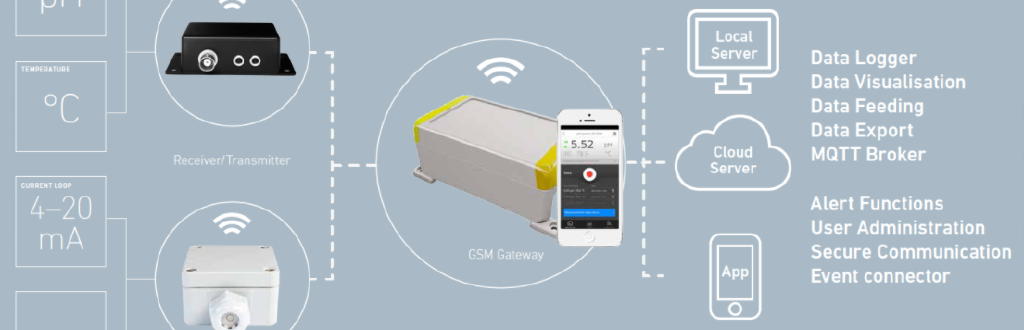 pH
TEMPERATURE
°C
CURRENT LOOP
4–20
mA
Receiver/Transmitter
5.52
GSM Gateway
Local
Server
Cloud
Server
App
Data Logger
Data Visualisation
Data Feeding
Data Export
MQTT Broker
Alert Functions
User Administration
Secure Communication
Event connector